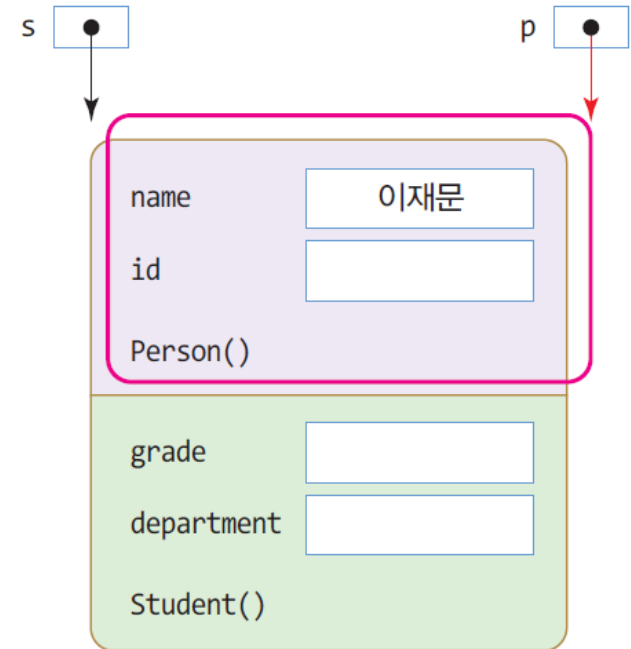 s p
name 이재문
id
Person()
grade
department
Student()